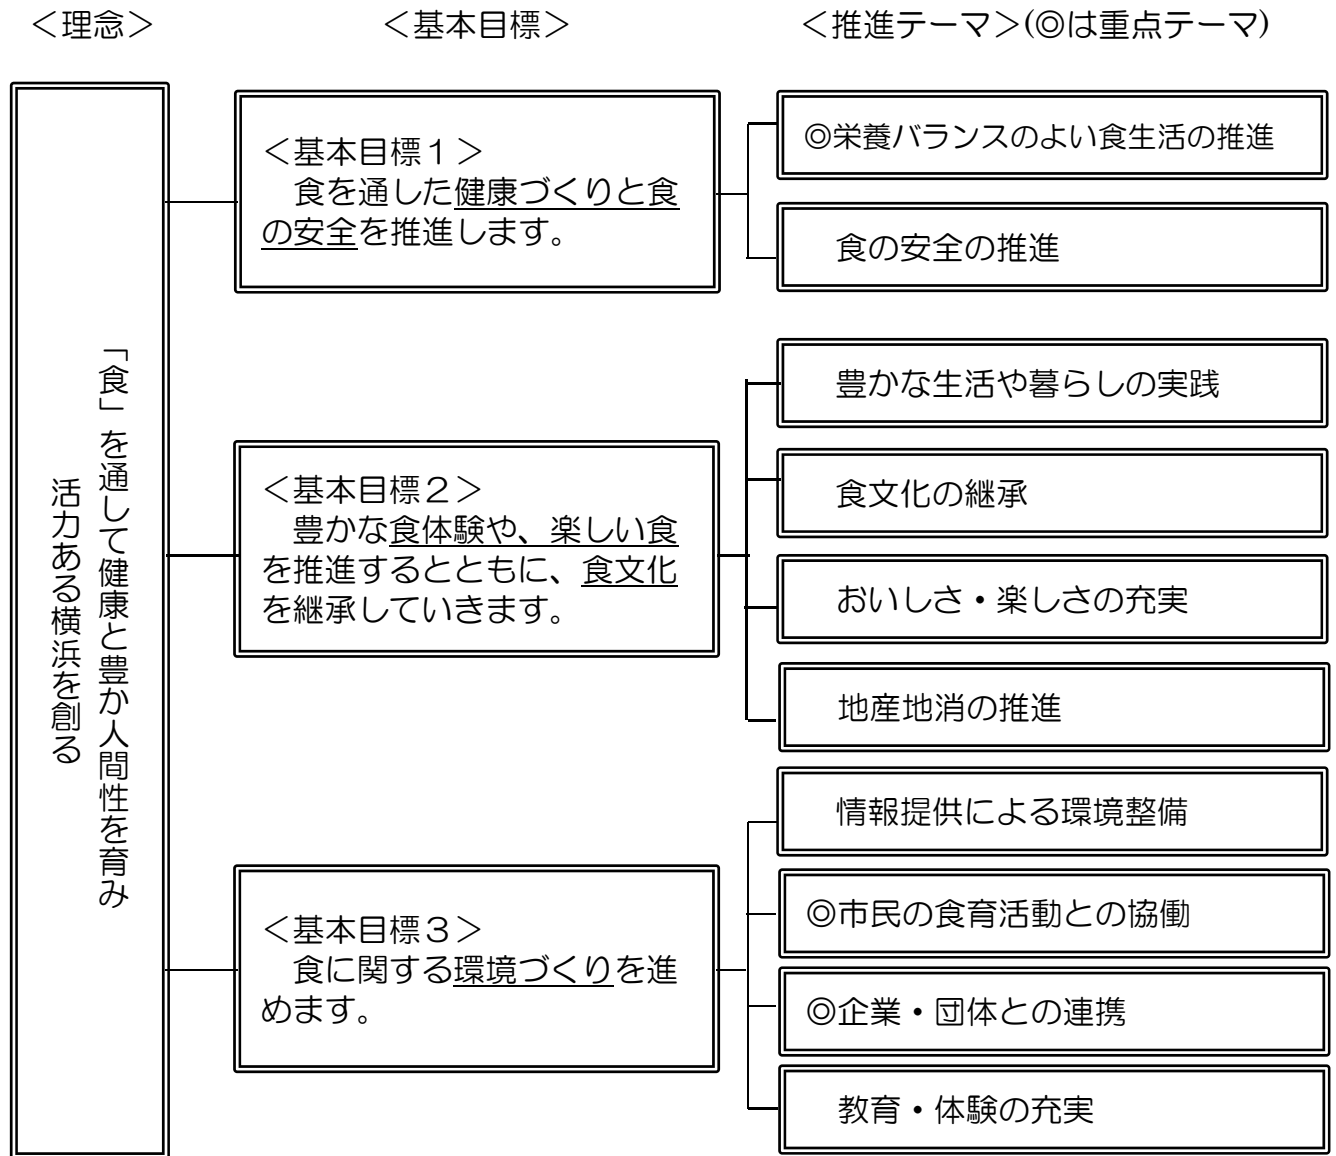 ＜理念＞
＜基本目標＞
＜推進テーマ＞(◎は重点テーマ)
「食」を通して健康と豊か人間性を育み
活力ある横浜を創る
＜基本目標１＞
食を通した健康づくりと食
の安全を推進します。
◎栄養バランスのよい食生活の推進
食の安全の推進
＜基本目標２＞
豊かな食体験や、楽しい食
を推進するとともに、食文化
を継承していきます。
豊かな生活や暮らしの実践
食文化の継承
おいしさ・楽しさの充実
地産地消の推進
＜基本目標３＞
食に関する環境づくりを進
めます。
情報提供による環境整備
◎市民の食育活動との協働
◎企業・団体との連携
教育・体験の充実